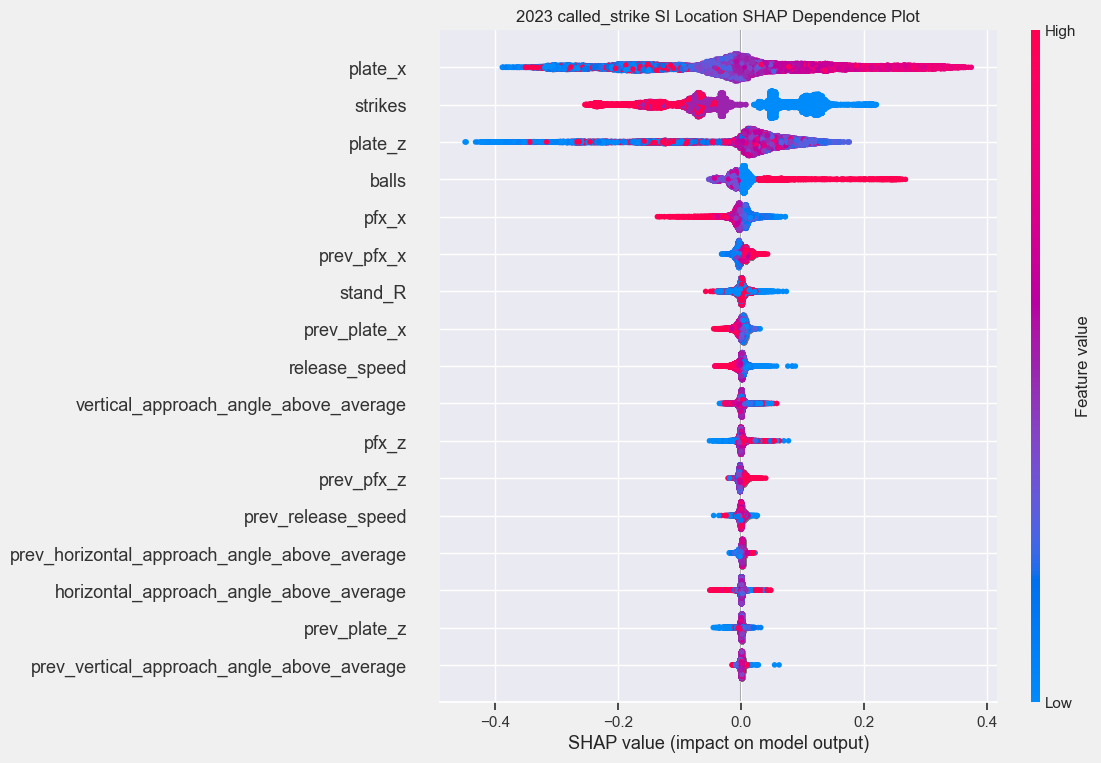 2023 called_strike SI Location SHAP Dependence Plot
High
plate_x
strikes
plate_z
balls
pfx_x
prev_pfx_x
stand_R
prev_plate_x
release_speed
vertical_approach_angle_above_average
pfx_z
prev_pfx_z
prev_release_speed
prev_horizontal_approach_angle_above_average
horizontal_approach_angle_above_average
prev_plate_z
prev_vertical_approach_angle_above_average
Feature value
Low
−0.4 −0.2 0.0 0.2 0.4
SHAP value (impact on model output)